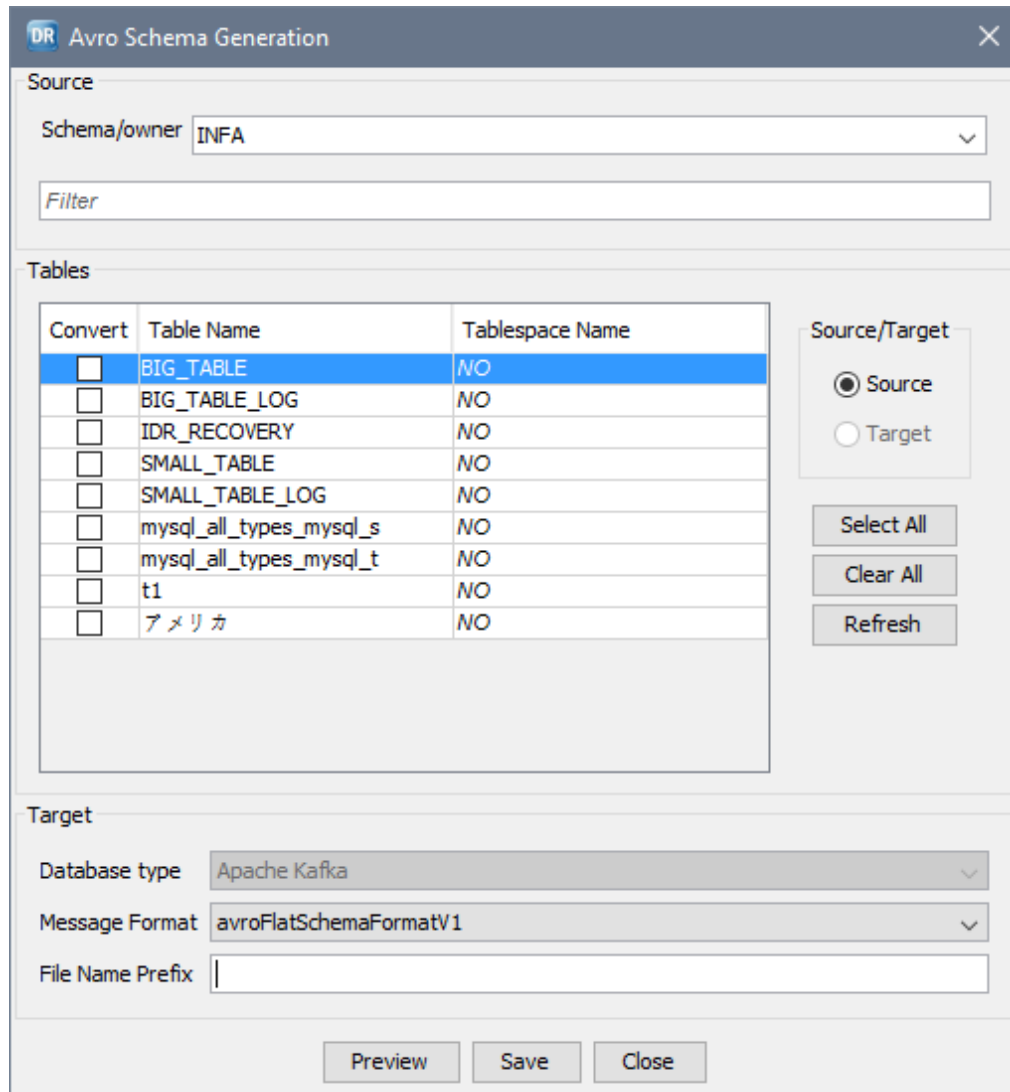 DR Avro Schema Generation
Source
Schema/owner INFA
Filter
Tables
Convert Table Name Tablespace Name
BIG_TABLE NO
BIG_TABLE_LOG NO
IDR_RECOVERY NO
SMALL_TABLE NO
SMALL_TABLE_LOG NO
mysql_all_types_mysql_s NO
mysql_all_types_mysql_t NO
t1 NO
アメリカ NO
Source/Target
Source
Target
Select All
Clear All
Refresh
Target
Database type Apache Kafka
Message Format avroFlatSchemaFormatV1
File Name Prefix
Preview Save Close